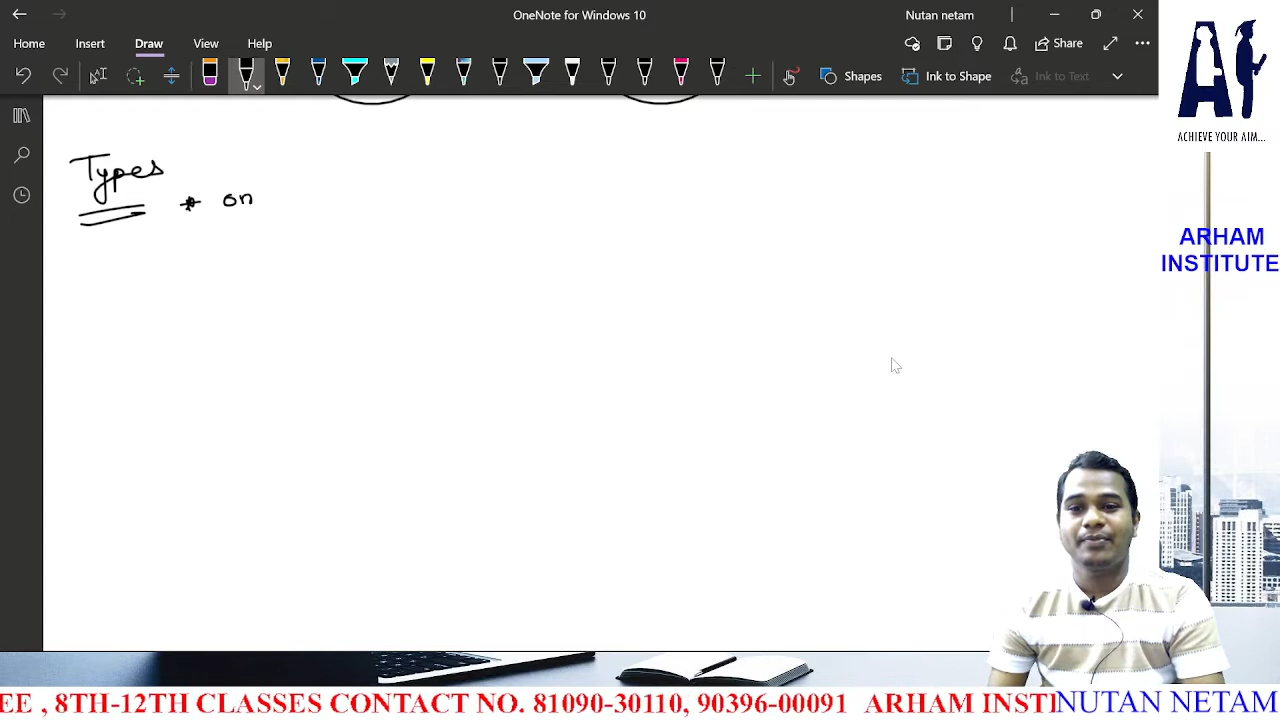 OneNote for Windows 10
Nutan netam
Home Insert Draw View Help
Share
Shapes
Ink to Shape
Ink to Text
ACHIEVE YOUR AIM...
Types
* on
ARHAM
INSTITUTE
EE , 8TH-12TH CLASSES CONTACT NO. 81090-30110, 90396-00091 ARHAM INSTI
NUTAN NETAM